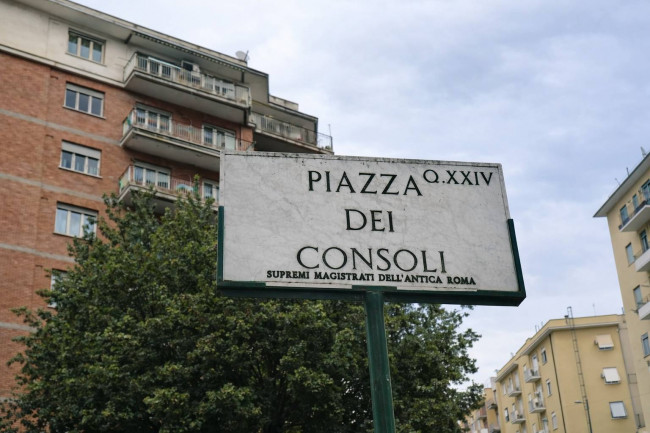 PIAZZA Q.XXIV
DEI
CONSOLI
SUPREMI MAGISTRATI DELL'ANTICA ROMA